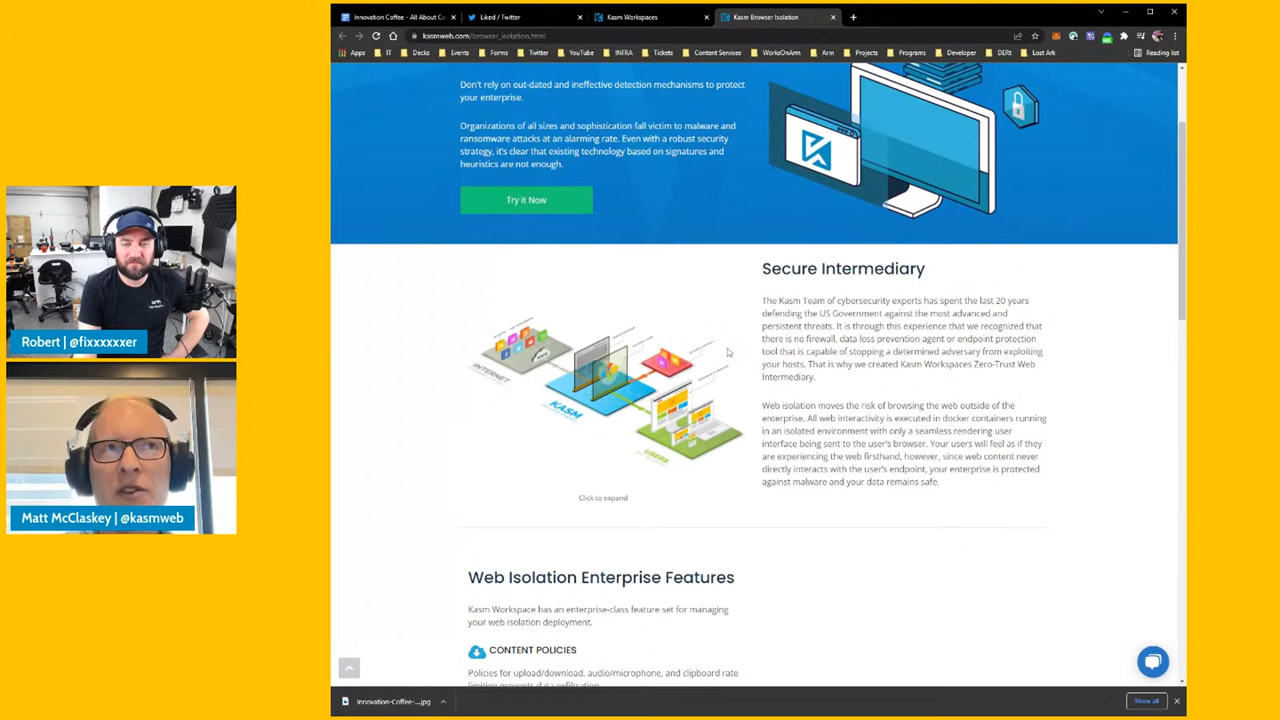 Innovation Coffee - All About Co
Liked / Twitter
Kasm Workspaces
Kasm Browser Isolation
kasmweb.com/browser_isolation.html
Apps
IT
Decks
Events
Forms
Twitter
YouTube
INFRA
Tickets
Content Services
WorksOnArm
Arm
Projects
Programs
Developer
DERs
Lost Ark
Reading list
Don't rely on out-dated and ineffective detection mechanisms to protect
your enterprise.
Organizations of all sizes and sophistication fall victim to malware and
ransomware attacks at an alarming rate. Even with a robust security
strategy, it's clear that existing technology based on signatures and
heuristics are not enough.
Try it Now
INTERNET
KASM
USERS
Click to expand
Secure Intermediary
The Kasm Team of cybersecurity experts has spent the last 20 years
defending the US Government against the most advanced and
persistent threats. It is through this experience that we recognized that
there is no firewall, data loss prevention agent or endpoint protection
tool that is capable of stopping a determined adversary from exploiting
your hosts. That is why we created Kasm Workspaces Zero-Trust Web
Intermediary.
Web isolation moves the risk of browsing the web outside of the
enterprise. All web interactivity is executed in docker containers running
in an isolated environment with only a seamless rendering user
interface being sent to the user's browser. Your users will feel as if they
are experiencing the web firsthand, however, since web content never
directly interacts with the user's endpoint, your enterprise is protected
against malware and your data remains safe.
Web Isolation Enterprise Features
Kasm Workspace has an enterprise-class feature set for managing
your web isolation deployment.
CONTENT POLICIES
Policies for upload/download, audio/microphone, and clipboard rate
limiting prevents data exfiltration
Innovation-Coffee-...jpg
Show all
Robert | @fixxxxxxer
Matt McClaskey | @kasmweb